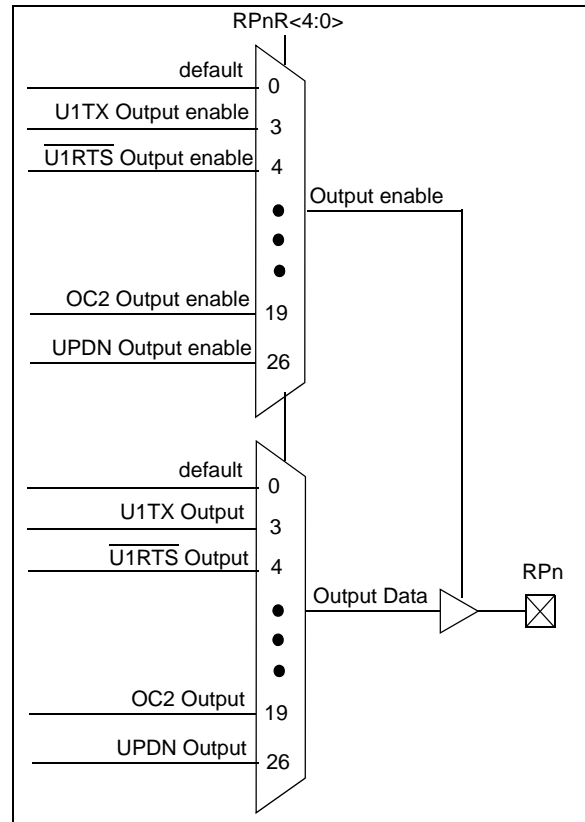 RPnR<4:0>
default
0
U1TX Output enable
3
U1RTS Output enable
4
Output enable
OC2 Output enable
19
UPDN Output enable
26
default
0
U1TX Output
3
U1RTS Output
4
Output Data
RPn
OC2 Output
19
UPDN Output
26